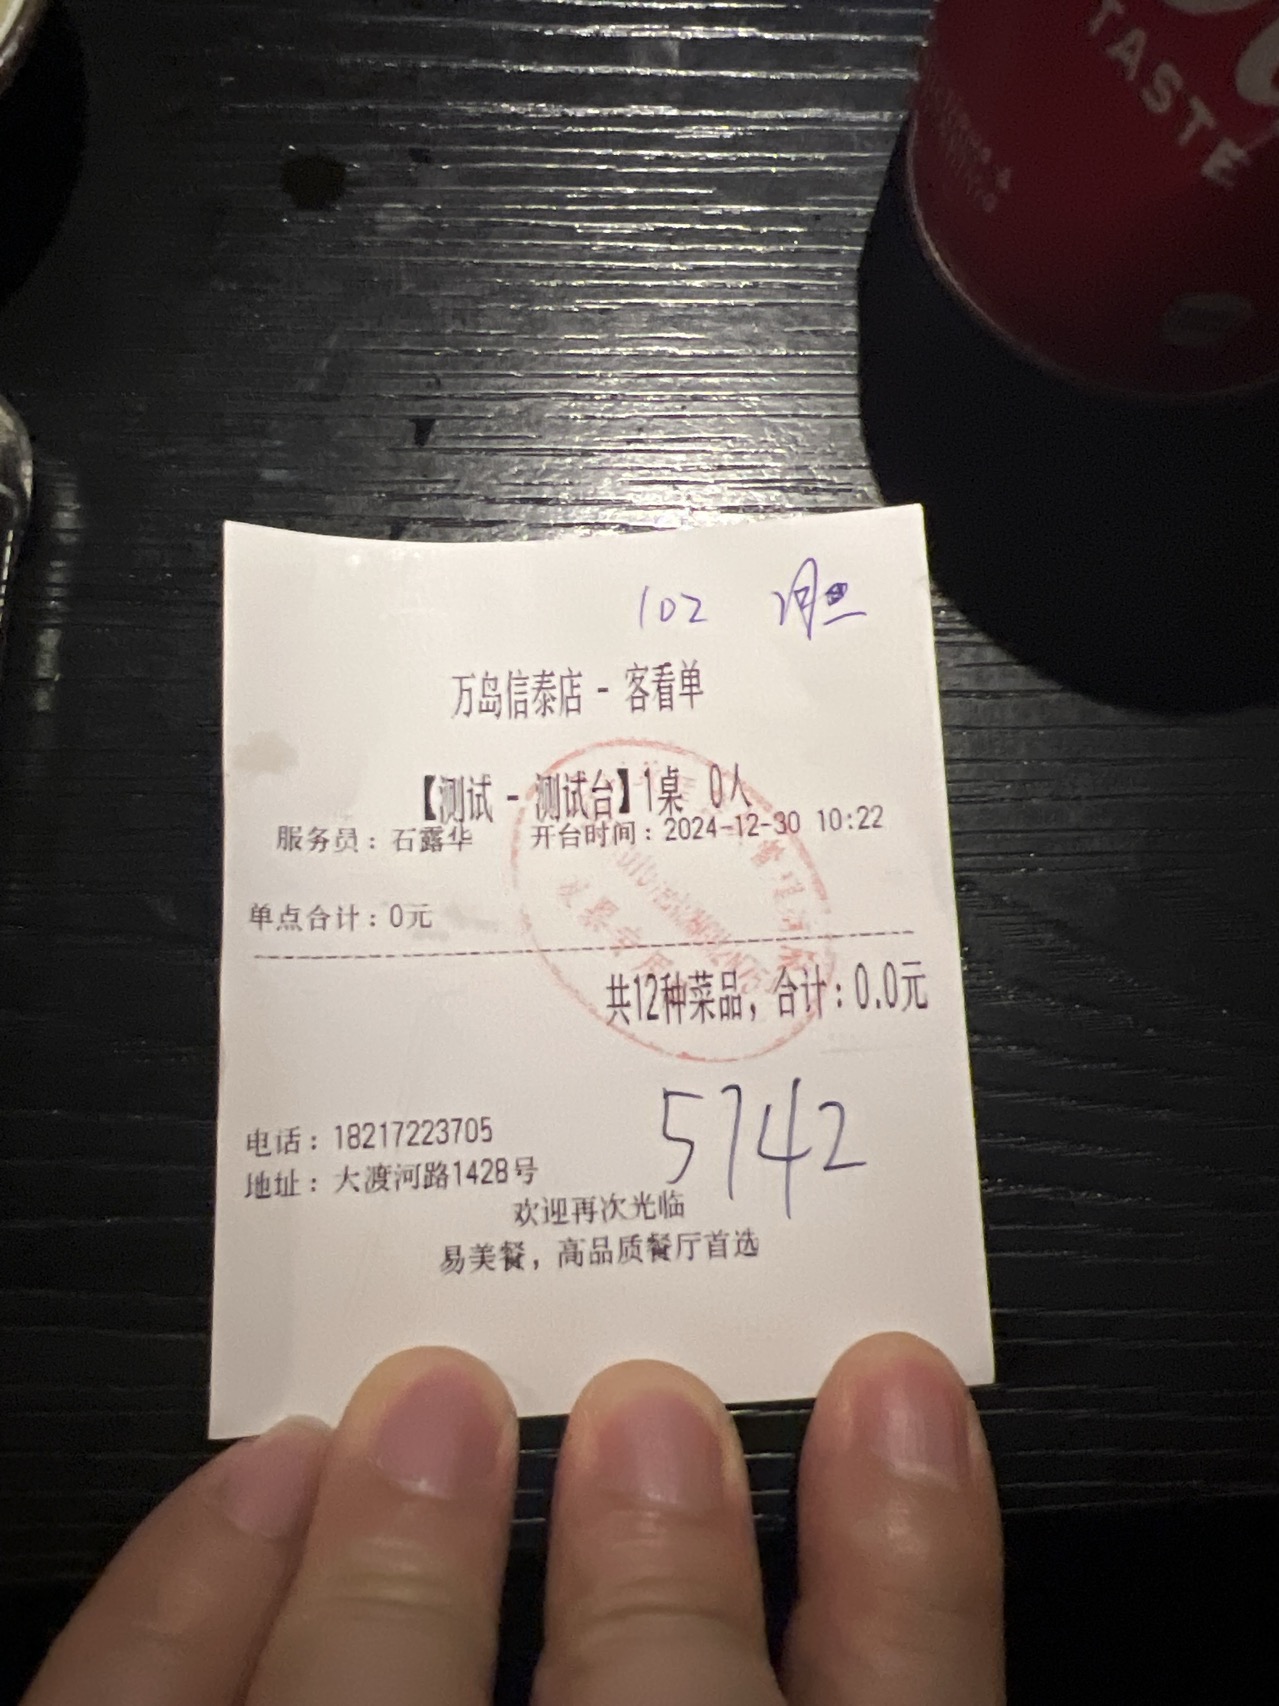 TASTE
102
万岛信泰店 - 客看单
【测试 - 测试台】1桌 0人
服务员：石露华 开台时间：2024-12-30 10:22
单点合计：0元
共12种菜品，合计：0.0元
5742
电话：18217223705
地址：大渡河路1428号
欢迎再次光临
易美餐，高品质餐厅首选